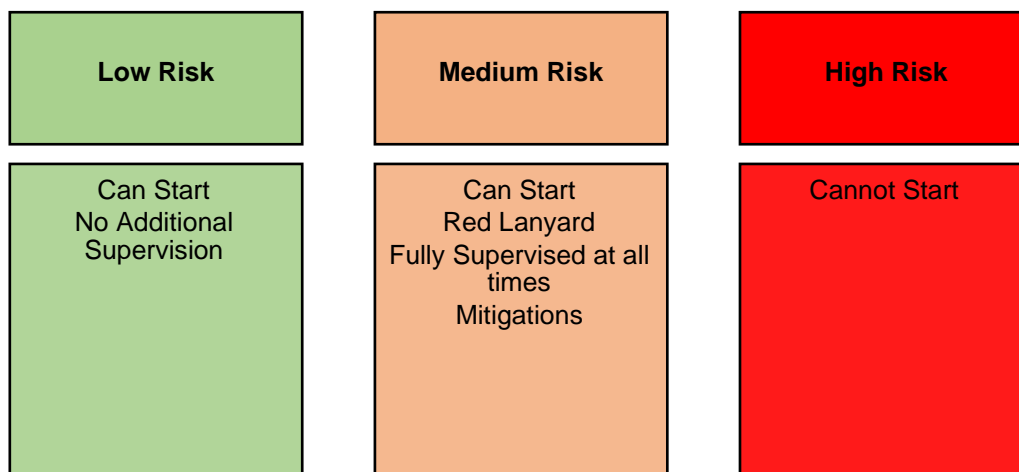 Low Risk
Medium Risk
High Risk
Can Start
No Additional
Supervision
Can Start
Red Lanyard
Fully Supervised at all
times
Mitigations
Cannot Start